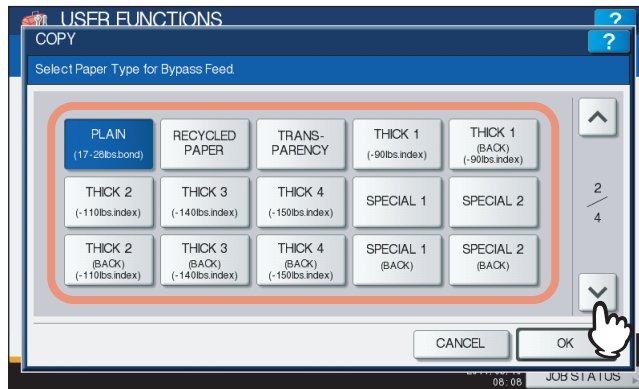 USER FUNCTIONS
?
COPY
?
Select Paper Type for Bypass Feed.
PLAIN
(17-28lbs.bond)
RECYCLED
PAPER
TRANS-
PARENCY
THICK 1
(-90lbs.index)
THICK 1
(BACK)
(-90lbs.index)
THICK 2
(-110lbs.index)
THICK 3
(-140lbs.index)
THICK 4
(-150lbs.index)
SPECIAL 1
SPECIAL 2
2
4
THICK 2
(BACK)
(-110lbs.index)
THICK 3
(BACK)
(-140lbs.index)
THICK 4
(BACK)
(-150lbs.index)
SPECIAL 1
(BACK)
SPECIAL 2
(BACK)
CANCEL
OK
08:08
JOB STATUS